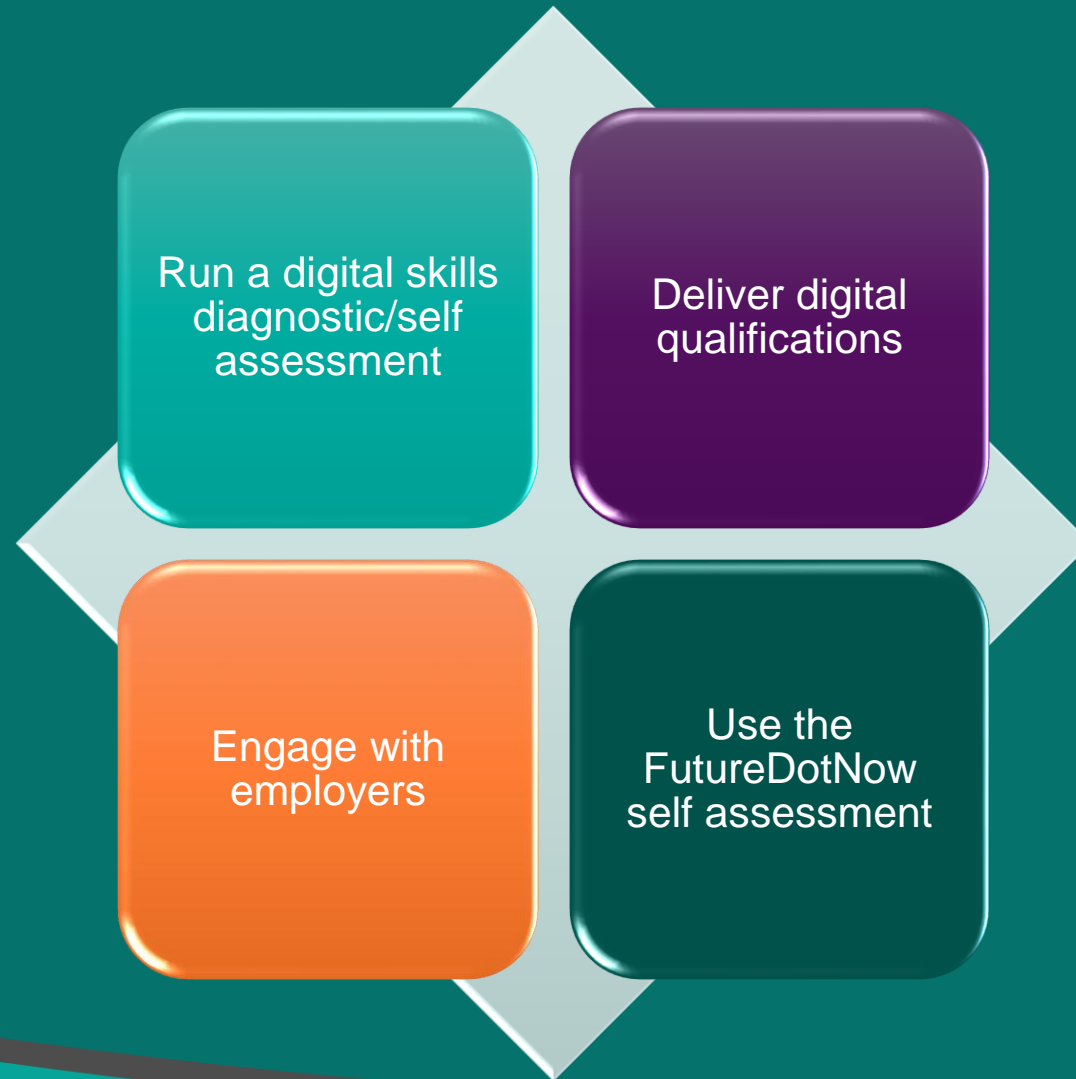 Run a digital skills
diagnostic/self
assessment
Deliver digital
qualifications
Engage with
employers
Use the
FutureDotNow
self assessment